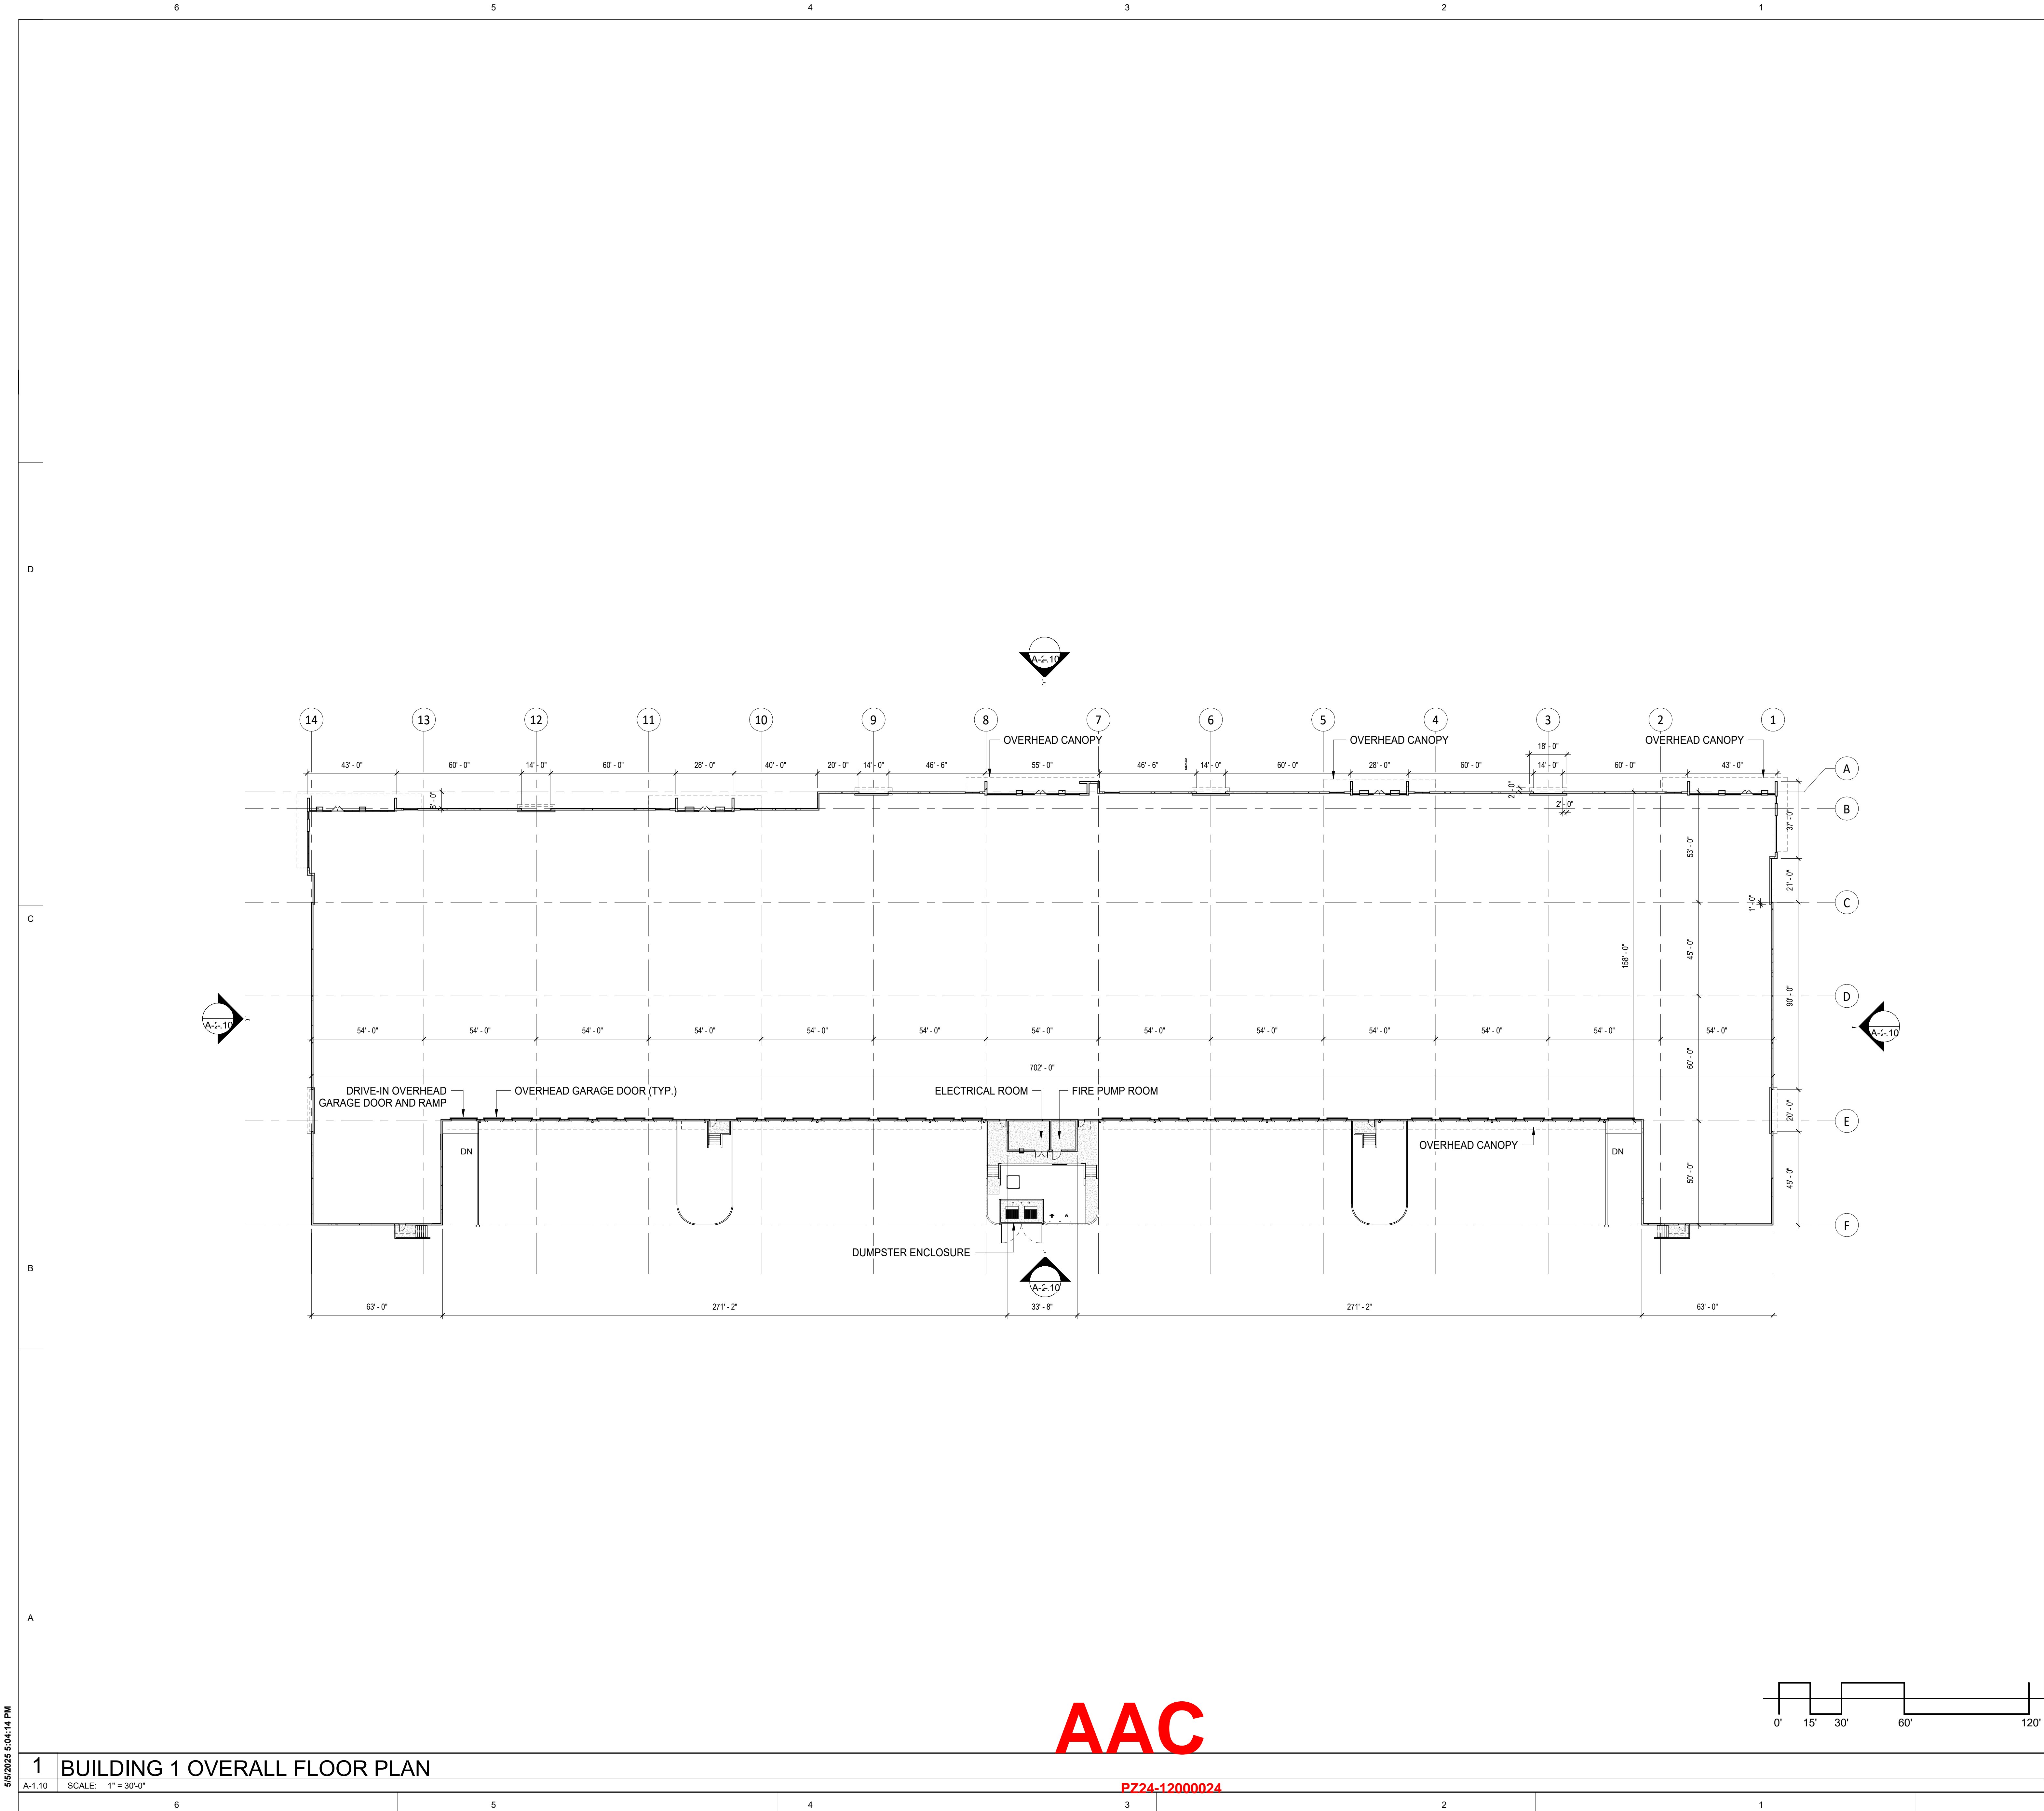 6 5 4 3 2 1
D
C
B
A
14 13 12 11 10 9 8 7 6 5 4 3 2 1
OVERHEAD CANOPY
OVERHEAD CANOPY
OVERHEAD CANOPY
18' - 0"
43' - 0" 60' - 0" 14' - 0" 60' - 0" 28' - 0" 40' - 0" 20' - 0" 14' - 0" 46' - 6" 55' - 0" 46' - 6" 14' - 0" 60' - 0" 28' - 0" 60' - 0" 14' - 0" 60' - 0" 43' - 0"
A
B
C
D
E
F
2' - 0"
2' - 0"
37' - 0"
53' - 0"
21' - 0"
1' - 0"
158' - 0"
45' - 0"
90' - 0"
54' - 0" 54' - 0" 54' - 0" 54' - 0" 54' - 0" 54' - 0" 54' - 0" 54' - 0" 54' - 0" 54' - 0" 54' - 0" 54' - 0" 54' - 0"
60' - 0"
702' - 0"
20' - 0"
DRIVE-IN OVERHEAD
GARAGE DOOR AND RAMP
OVERHEAD GARAGE DOOR (TYP.)
ELECTRICAL ROOM
FIRE PUMP ROOM
OVERHEAD CANOPY
DN
DN
50' - 0"
45' - 0"
DUMPSTER ENCLOSURE
63' - 0" 271' - 2" 33' - 8" 271' - 2" 63' - 0"
0' 15' 30' 60' 120'
AAC
PZ24-12000024
5/5/2025 5:04:14 PM
1 BUILDING 1 OVERALL FLOOR PLAN
A-1.10 SCALE: 1" = 30'-0"
6 5 4 3 2 1